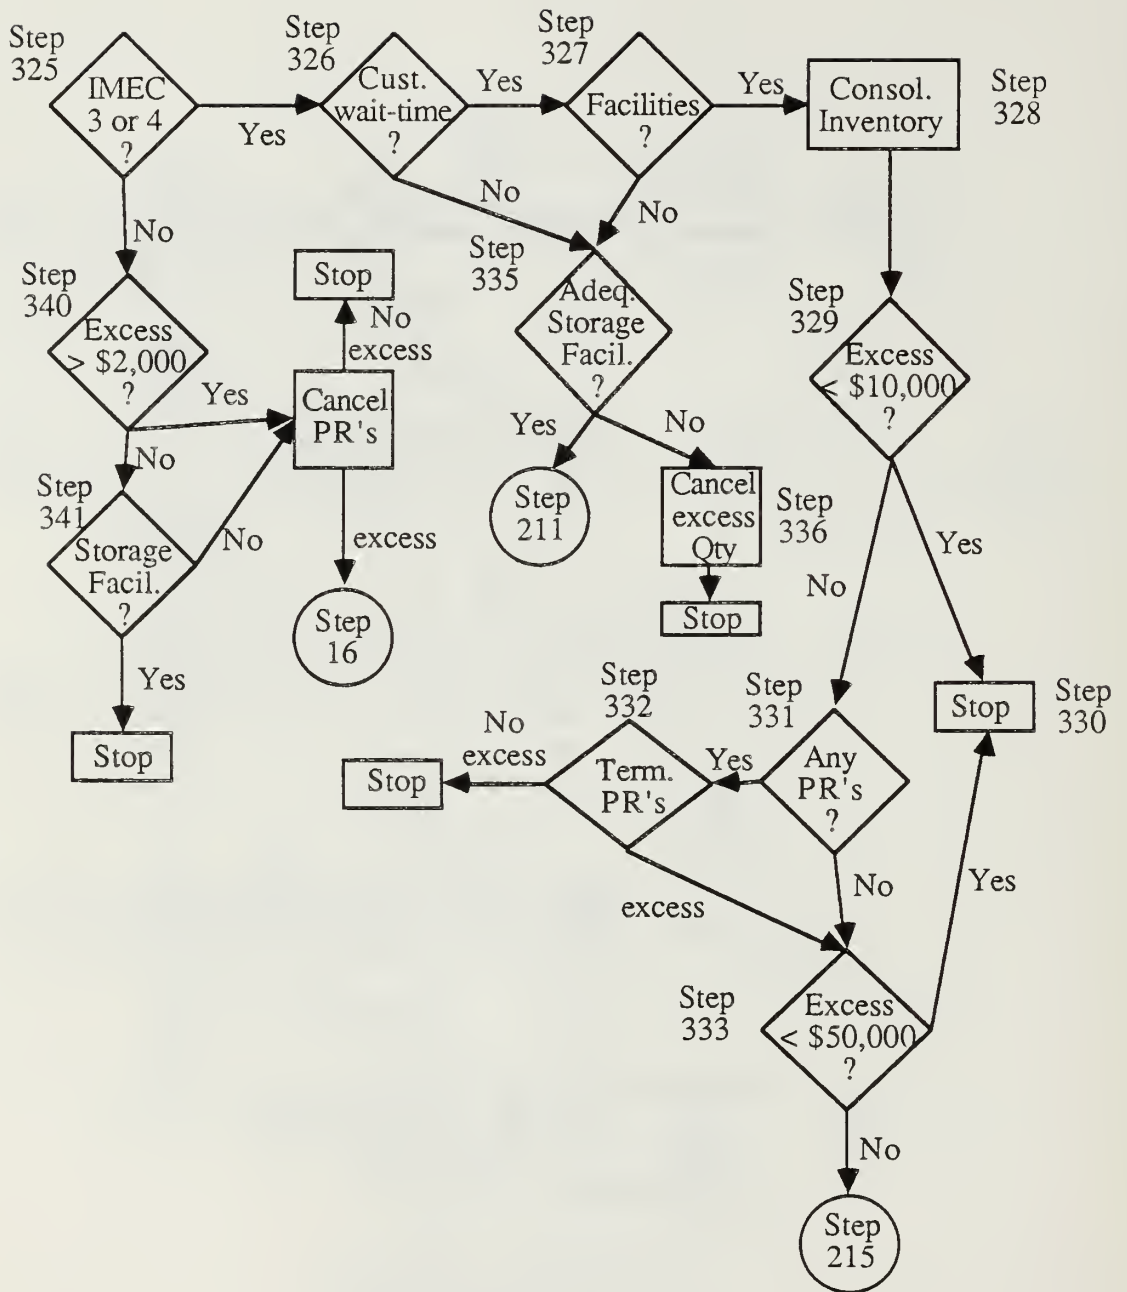 Step
325
IMEC
3 or 4
?
Yes
Step
326
Cust.
wait-time
?
Yes
Step
327
Facilities
?
Yes
Consol.
Inventory
Step
328
No
No
No
Step
340
Excess
> $2,000
?
Yes
No
Stop
No
excess
Cancel
PR's
excess
Step
16
Step
341
Storage
Facil.
?
No
Yes
Stop
Step
335
Adeq.
Storage
Facil.
?
Yes
No
Step
211
Cancel
excess
Qty
Step
336
Stop
Step
329
Excess
< $10,000
?
No
Yes
Stop
Step
330
Step
331
Any
PR's
?
Yes
No
Step
332
Term.
PR's
No
excess
Stop
excess
Step
333
Excess
< $50,000
?
Yes
No
Step
215